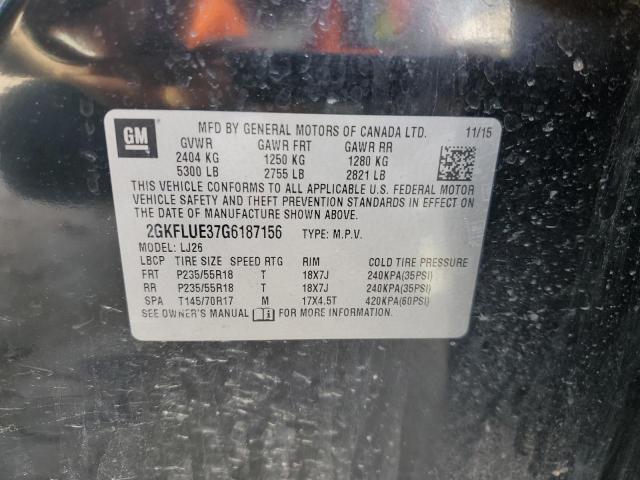 GM
MFD BY GENERAL MOTORS OF CANADA LTD. 11/15
GVWR GAWR FRT GAWR RR
2404 KG 1250 KG 1280 KG
5300 LB 2755 LB 2821 LB
THIS VEHICLE CONFORMS TO ALL APPLICABLE U.S. FEDERAL MOTOR
VEHICLE SAFETY AND THEFT PREVENTION STANDARDS IN EFFECT ON THE
DATE OF MANUFACTURE SHOWN ABOVE.
2GKFLUE37G6187156 TYPE: M.P.V.
MODEL: LJ26
LBCP TIRE SIZE SPEED RTG RIM COLD TIRE PRESSURE
FRT P235/55R18 T 18X7J 240KPA(35PSI)
RR P235/55R18 T 18X7J 240KPA(35PSI)
SPA T145/70R17 M 17X4.5T 420KPA(60PSI)
SEE OWNER'S MANUAL FOR MORE INFORMATION.